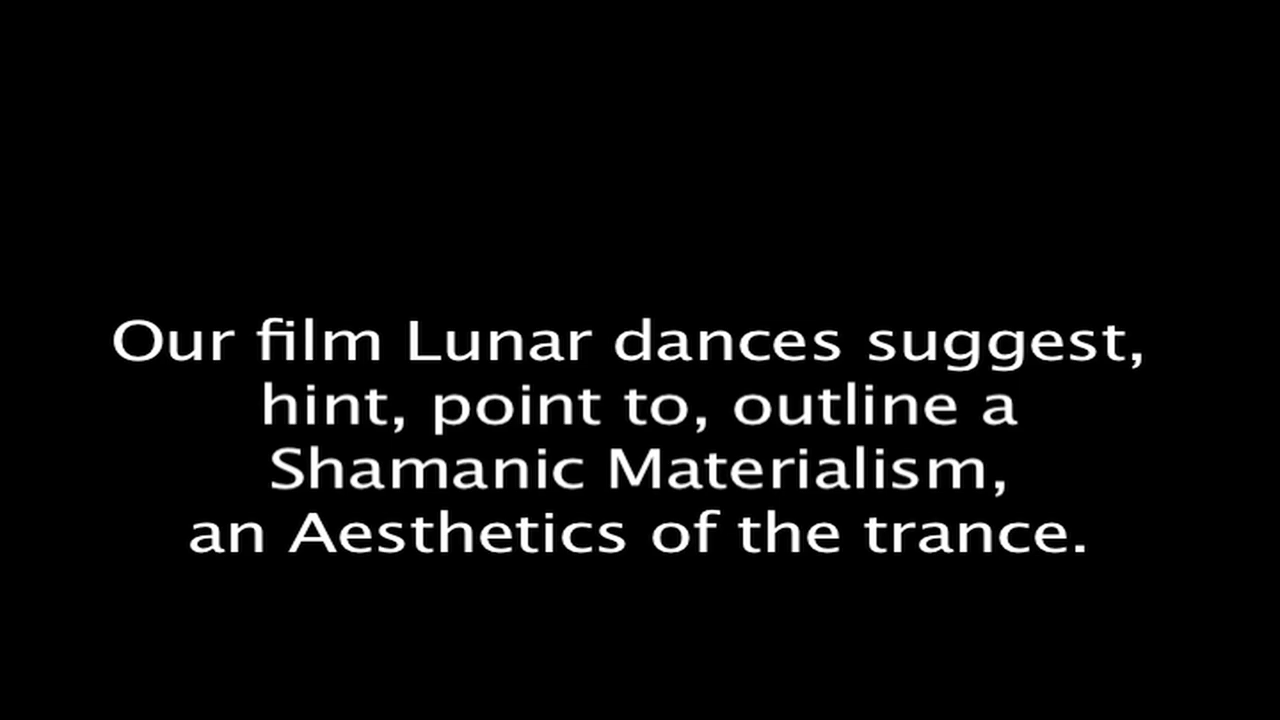 Our film Lunar dances suggest,
hint, point to, outline a
Shamanic Materialism,
an Aesthetics of the trance.